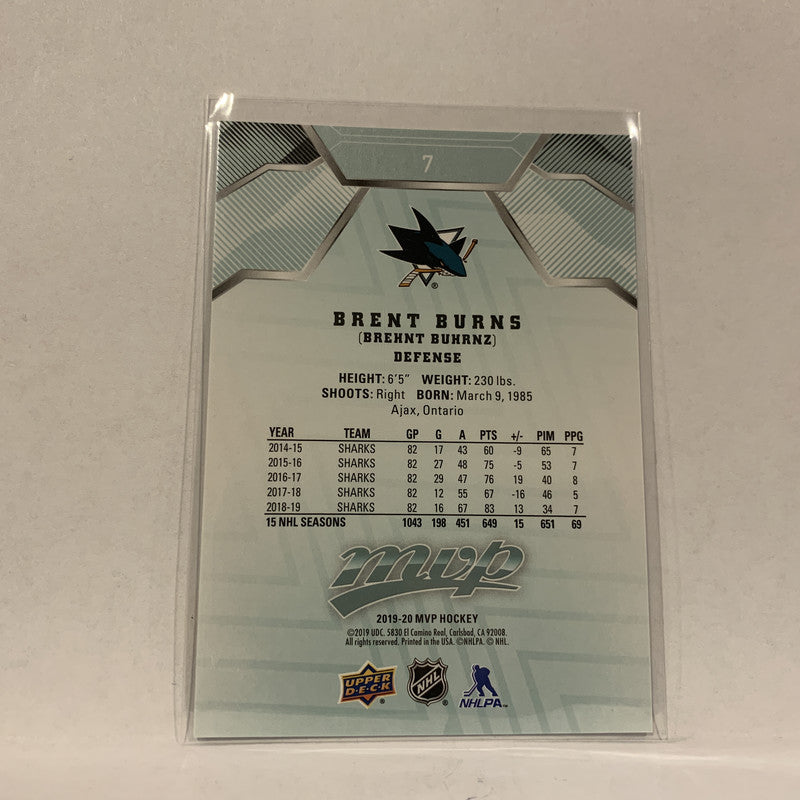 7
®
BRENT BURNS
(BREHNT BUHRNZ)
DEFENSE
HEIGHT: 6'5" WEIGHT: 230 lbs.
SHOOTS: Right BORN: March 9, 1985
Ajax, Ontario
YEAR TEAM GP G A PTS +/- PIM PPG
2014-15 SHARKS 82 17 43 60 -9 65 7
2015-16 SHARKS 82 27 48 75 -5 53 7
2016-17 SHARKS 82 29 47 76 19 40 8
2017-18 SHARKS 82 12 55 67 -16 46 5
2018-19 SHARKS 82 16 67 83 13 34 7
15 NHL SEASONS 1043 198 451 649 15 651 69
mvp
2019-20 MVP HOCKEY
©2019 UDC. 5830 El Camino Real, Carlsbad, CA 92008.
All rights reserved. Printed in the USA. ©NHLPA. © NHL.
UPPER DECK ® NHL ® NHLPA™